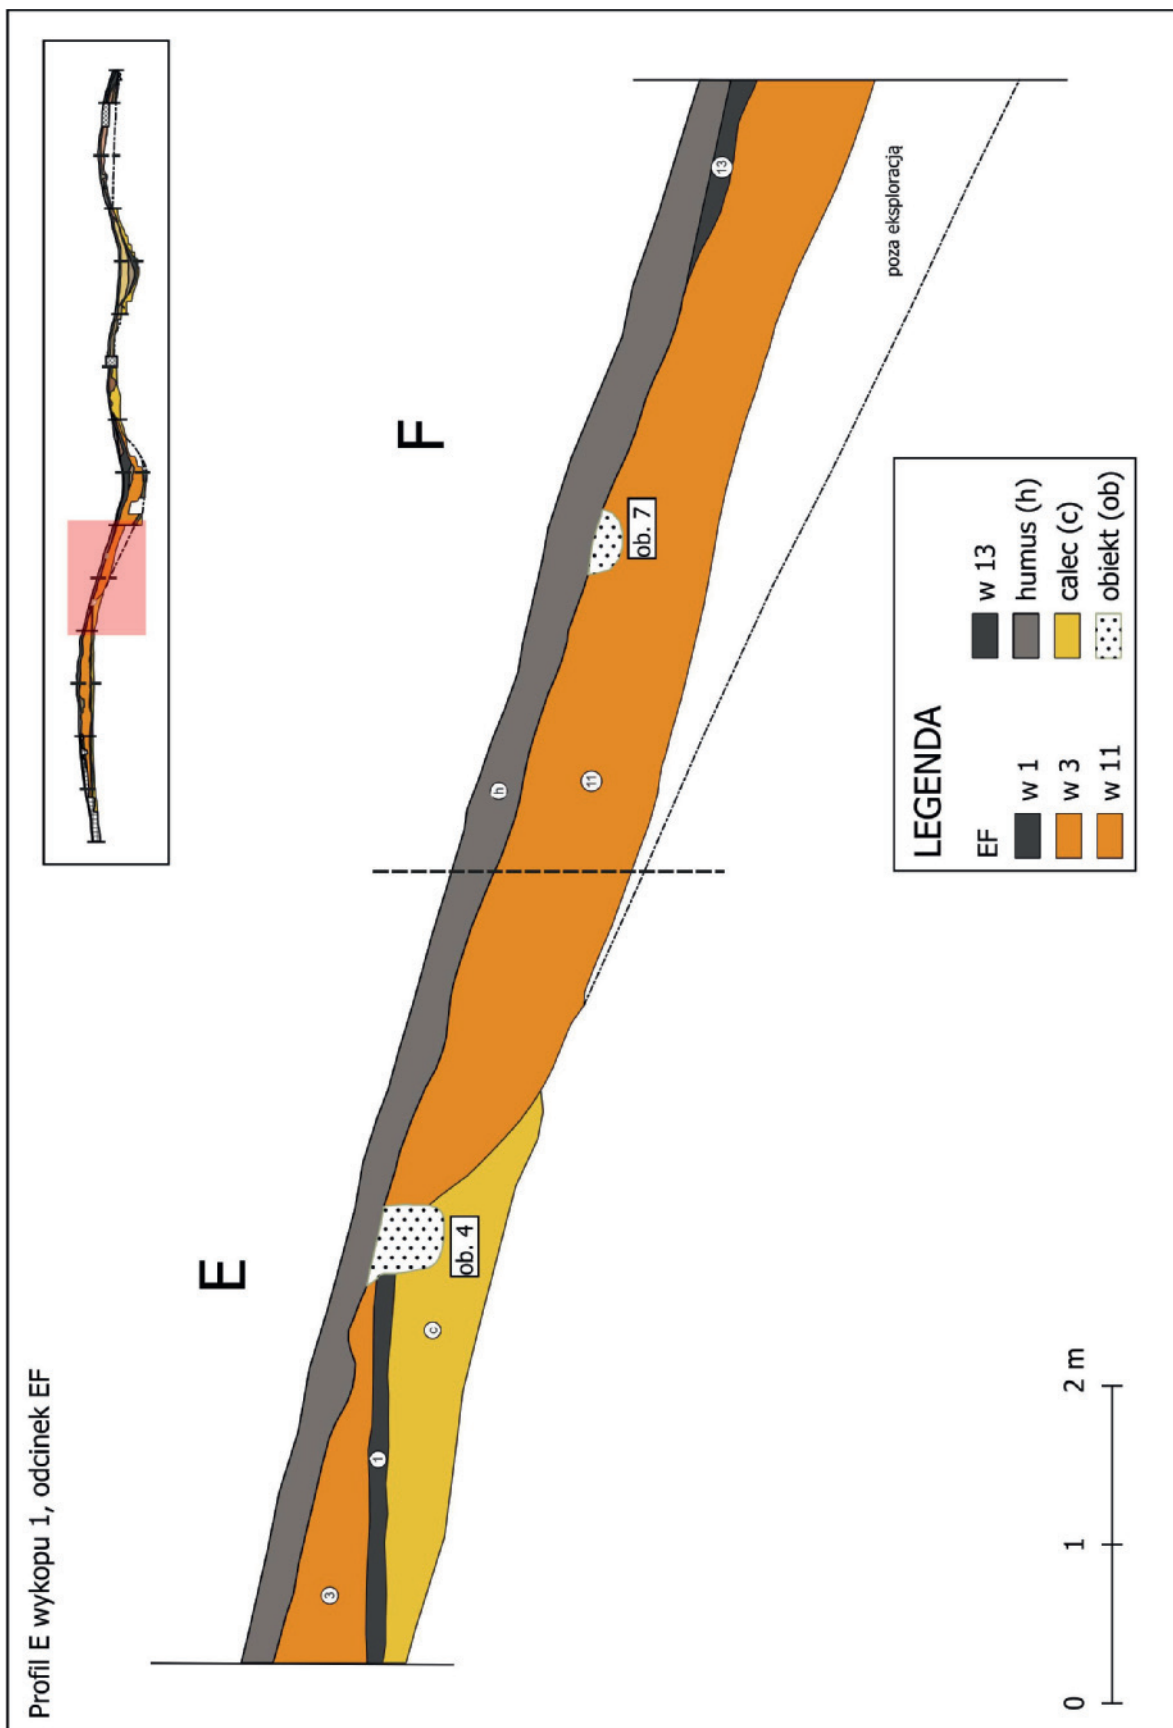 Profil E wykopu 1, odcinek EF
E
F
3
1
c
ob. 4
h
11
ob. 7
13
poza eksploracją
0 1 2 m
LEGENDA
EF
w 1
w 3
w 11
w 13
humus (h)
calec (c)
obiekt (ob)